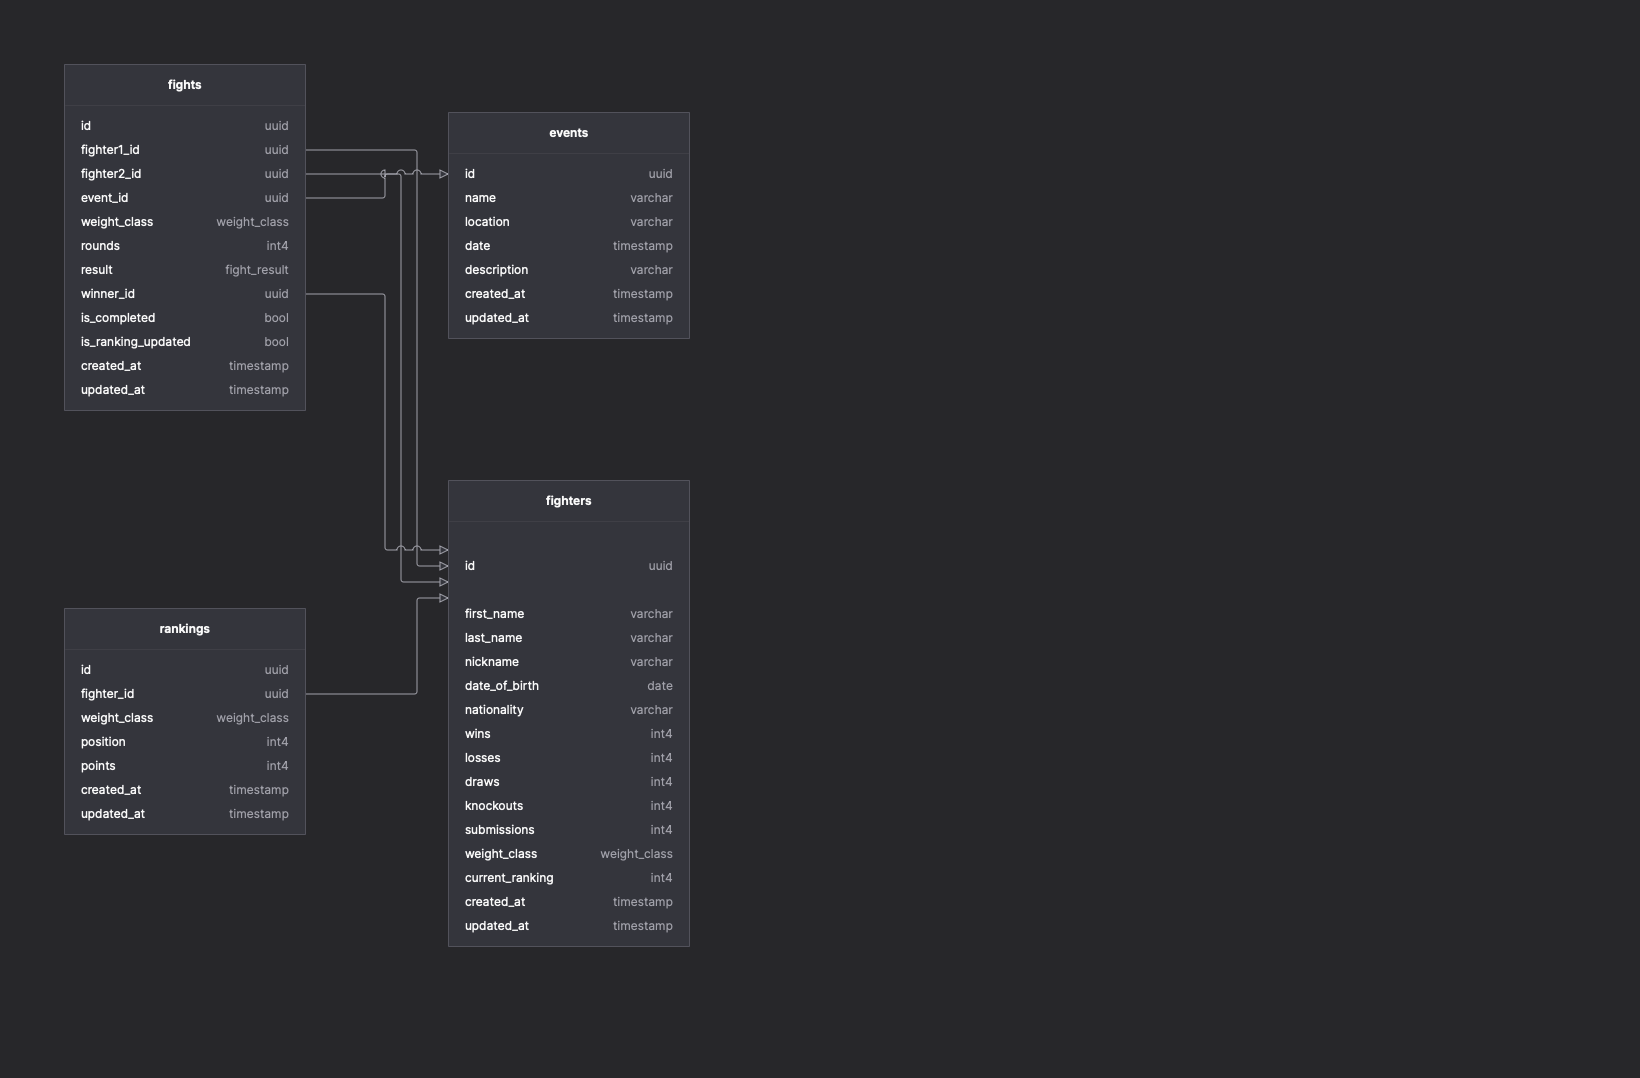 fights
id uuid
fighter1_id uuid
fighter2_id uuid
event_id uuid
weight_class weight_class
rounds int4
result fight_result
winner_id uuid
is_completed bool
is_ranking_updated bool
created_at timestamp
updated_at timestamp
events
id uuid
name varchar
location varchar
date timestamp
description varchar
created_at timestamp
updated_at timestamp
fighters
id uuid
first_name varchar
last_name varchar
nickname varchar
date_of_birth date
nationality varchar
wins int4
losses int4
draws int4
knockouts int4
submissions int4
weight_class weight_class
current_ranking int4
created_at timestamp
updated_at timestamp
rankings
id uuid
fighter_id uuid
weight_class weight_class
position int4
points int4
created_at timestamp
updated_at timestamp